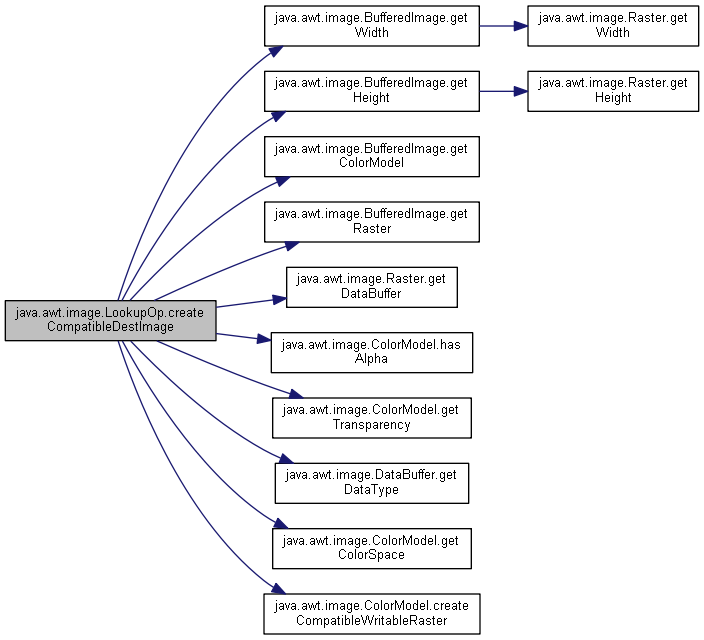 java.awt.image.BufferedImage.get
Width
java.awt.image.Raster.get
Width
java.awt.image.BufferedImage.get
Height
java.awt.image.Raster.get
Height
java.awt.image.BufferedImage.get
ColorModel
java.awt.image.BufferedImage.get
Raster
java.awt.image.Raster.get
DataBuffer
java.awt.image.LookupOp.create
CompatibleDestImage
java.awt.image.ColorModel.has
Alpha
java.awt.image.ColorModel.get
Transparency
java.awt.image.DataBuffer.get
DataType
java.awt.image.ColorModel.get
ColorSpace
java.awt.image.ColorModel.create
CompatibleWritableRaster